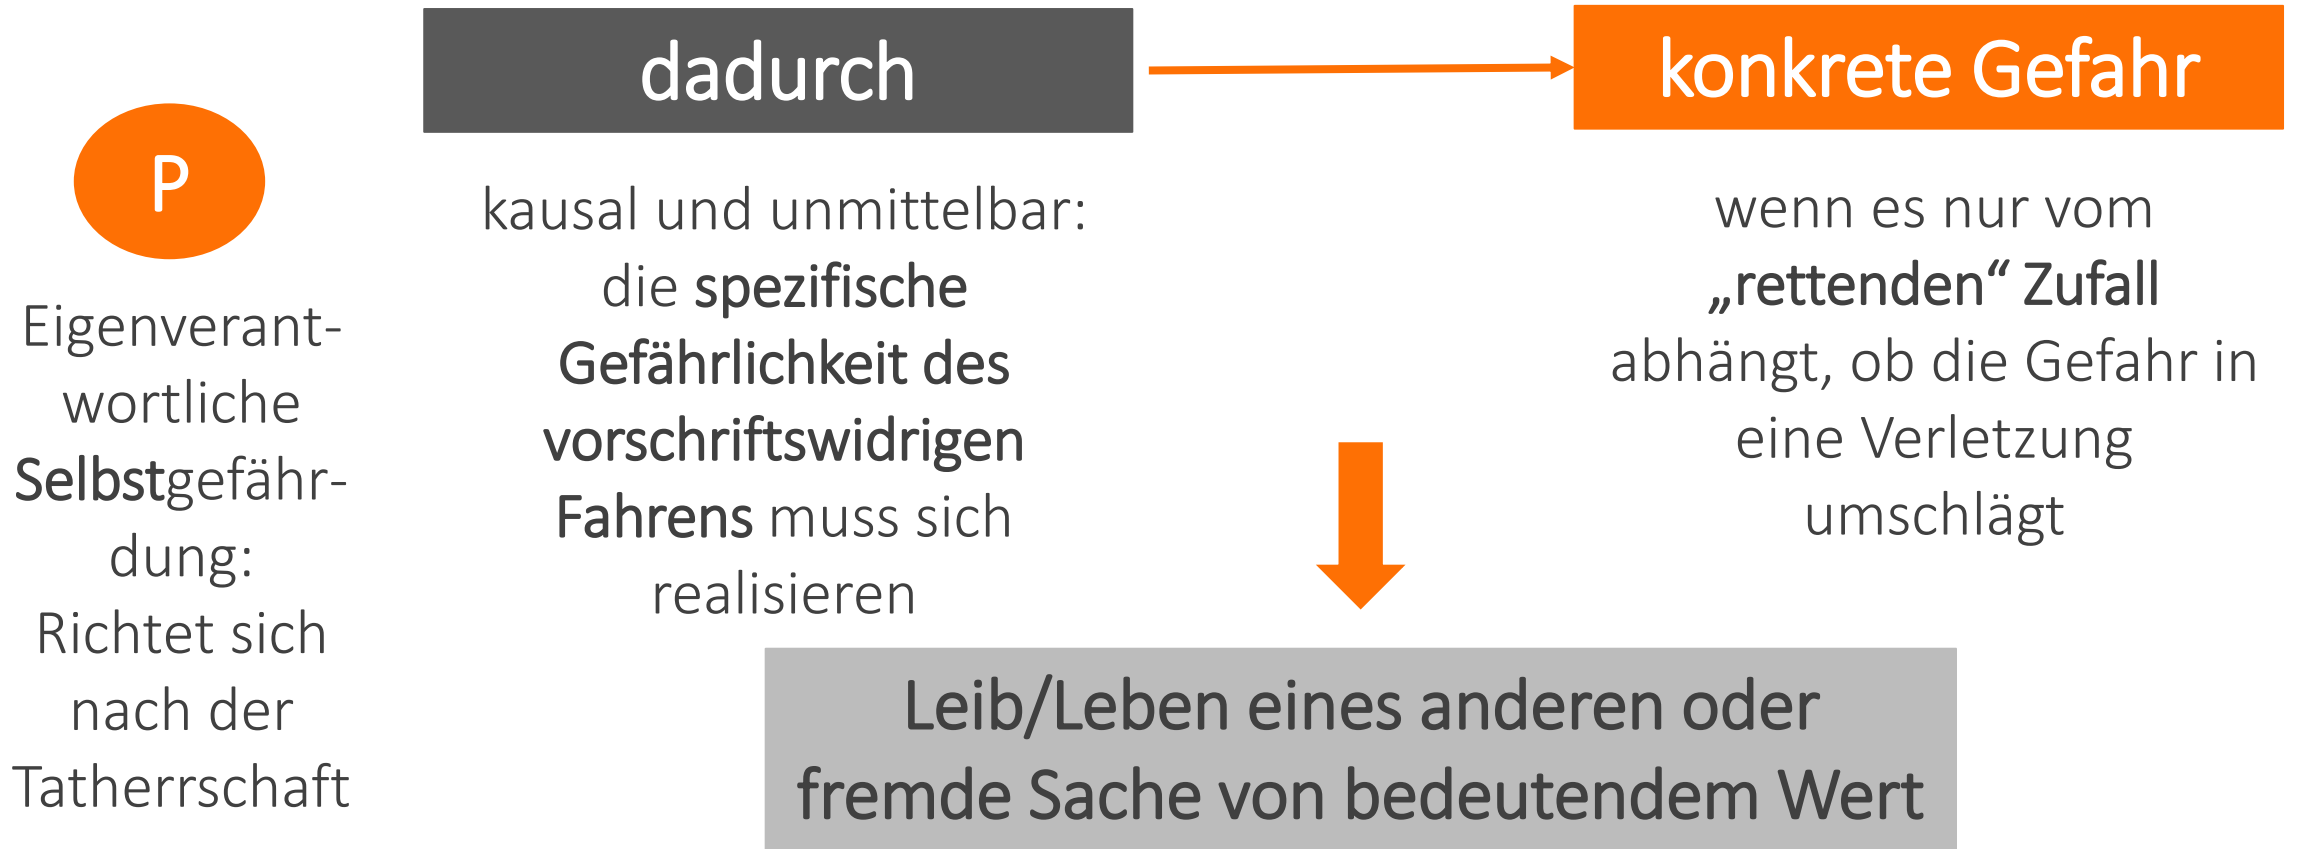 P
Eigenverant-
wortliche
Selbstgefähr-
dung:
Richtet sich
nach der
Tatherrschaft
dadurch
kausal und unmittelbar:
die spezifische
Gefährlichkeit des
vorschriftswidrigen
Fahrens muss sich
realisieren
konkrete Gefahr
wenn es nur vom
„rettenden“ Zufall
abhängt, ob die Gefahr in
eine Verletzung
umschlägt
Leib/Leben eines anderen oder
fremde Sache von bedeutendem Wert